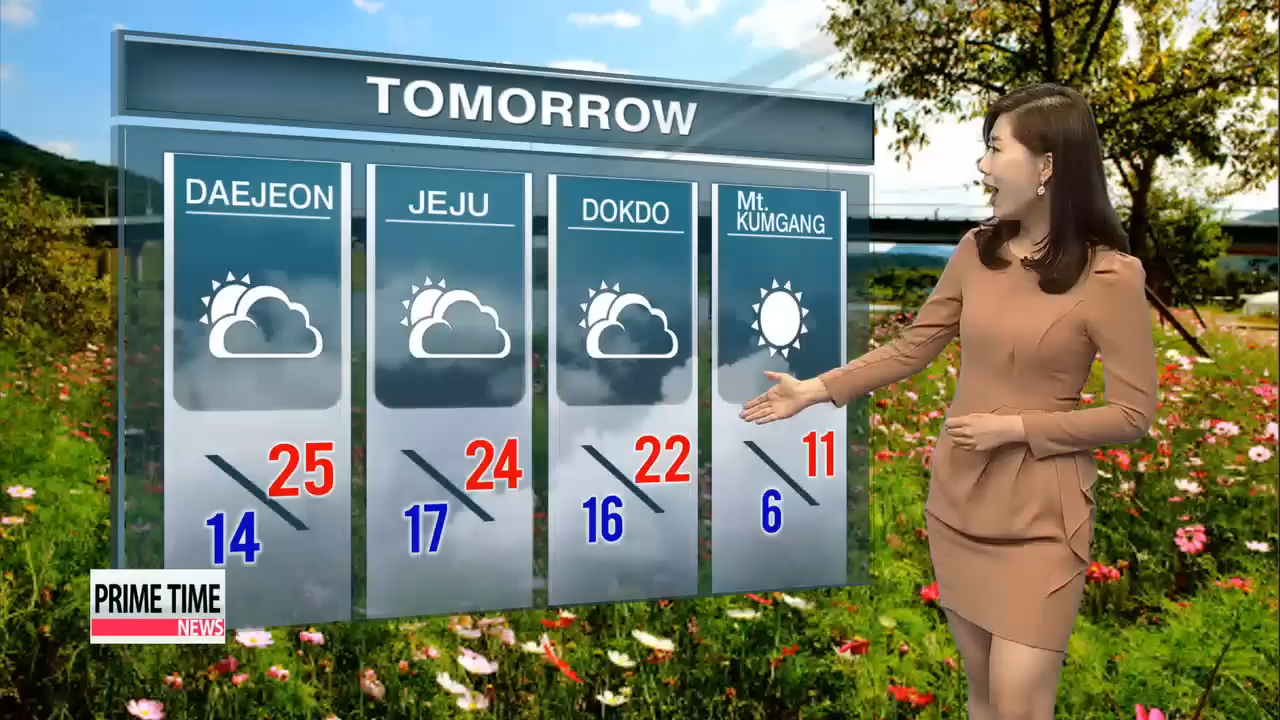 TOMORROW
DAEJEON
25
14
JEJU
24
17
DOKDO
22
16
Mt.
KUMGANG
11
6
PRIME TIME
NEWS